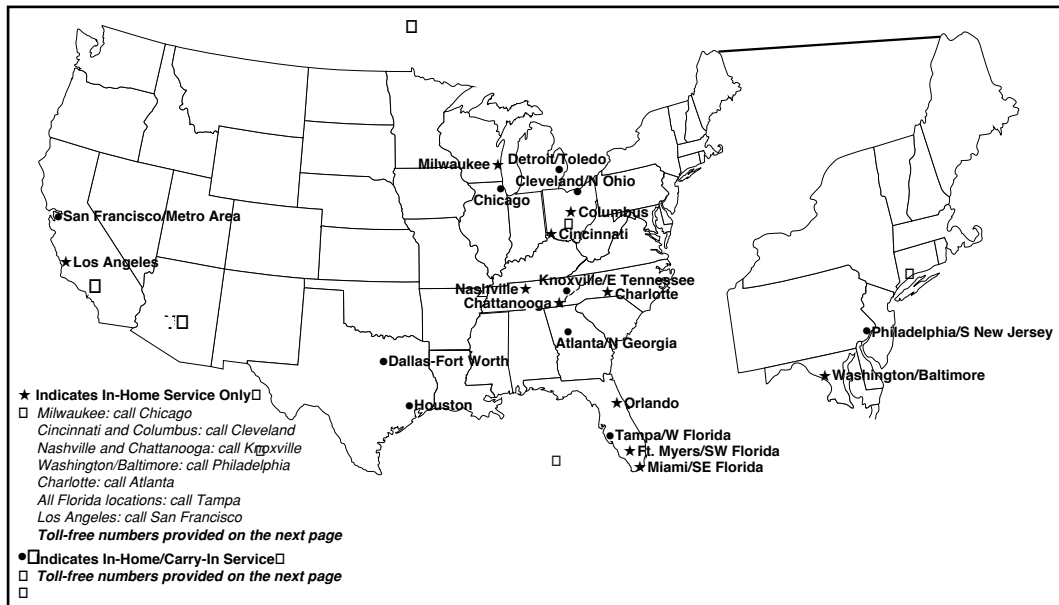 Milwaukee★
Detroit/Toledo
Cleveland/N Ohio
Chicago
★Columbus
★Cincinnati
San Francisco/Metro Area
★Los Angeles
Nashville★
Knoxville/E Tennessee
Chattanooga★
★Charlotte
Atlanta/N Georgia
●Dallas-Fort Worth
●Houston
★Orlando
●Tampa/W Florida
★Ft. Myers/SW Florida
★Miami/SE Florida
●Philadelphia/S New Jersey
★Washington/Baltimore
★ Indicates In-Home Service Only
Milwaukee: call Chicago
Cincinnati and Columbus: call Cleveland
Nashville and Chattanooga: call Knoxville
Washington/Baltimore: call Philadelphia
Charlotte: call Atlanta
All Florida locations: call Tampa
Los Angeles: call San Francisco
Toll-free numbers provided on the next page
● Indicates In-Home/Carry-In Service
Toll-free numbers provided on the next page